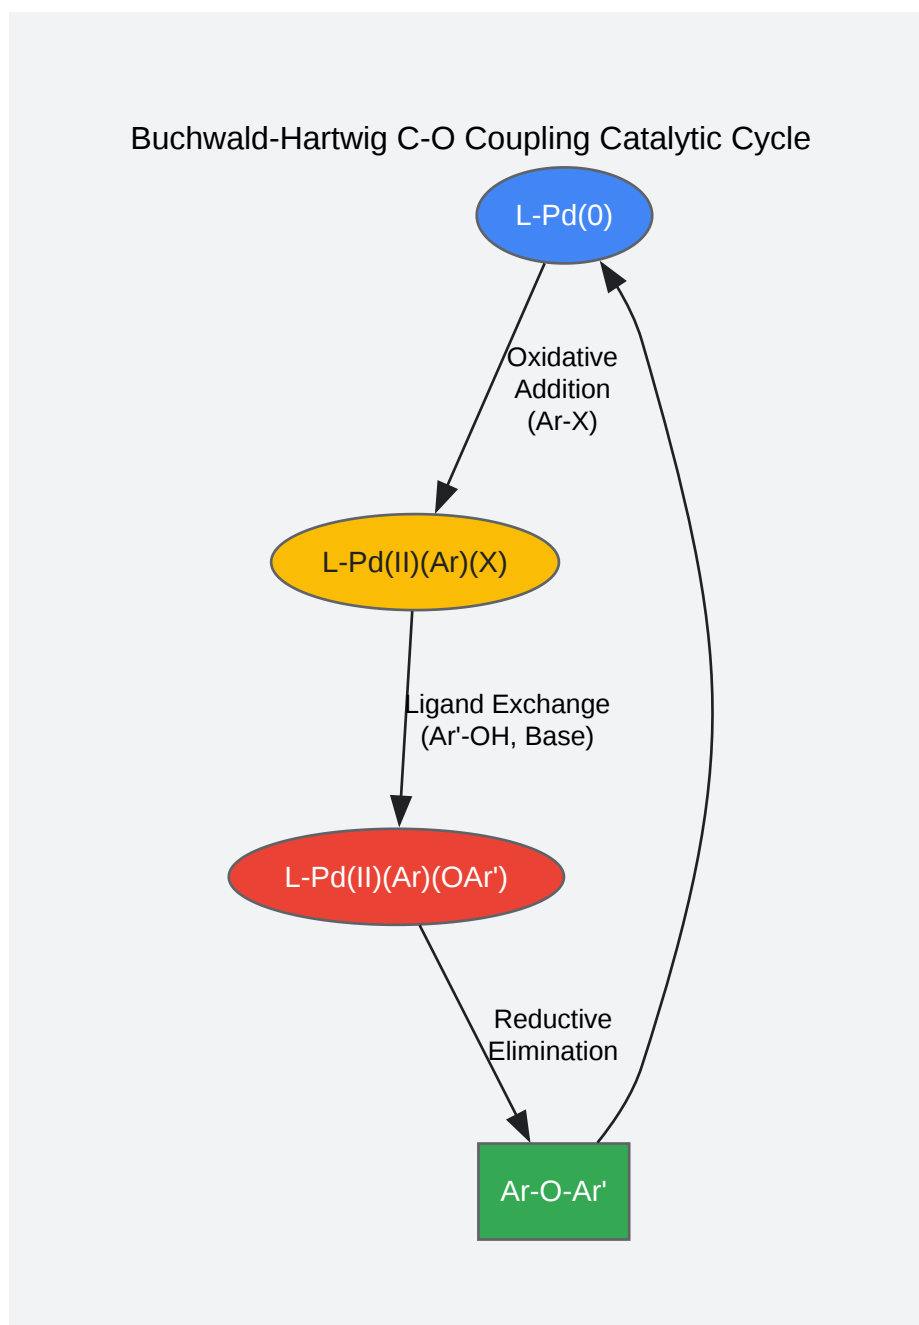 Buchwald-Hartwig C-O Coupling Catalytic Cycle
L-Pd(0)
Oxidative
Addition
(Ar-X)
L-Pd(II)(Ar)(X)
Ligand Exchange
(Ar'-OH, Base)
L-Pd(II)(Ar)(OAr')
Reductive
Elimination
Ar-O-Ar'